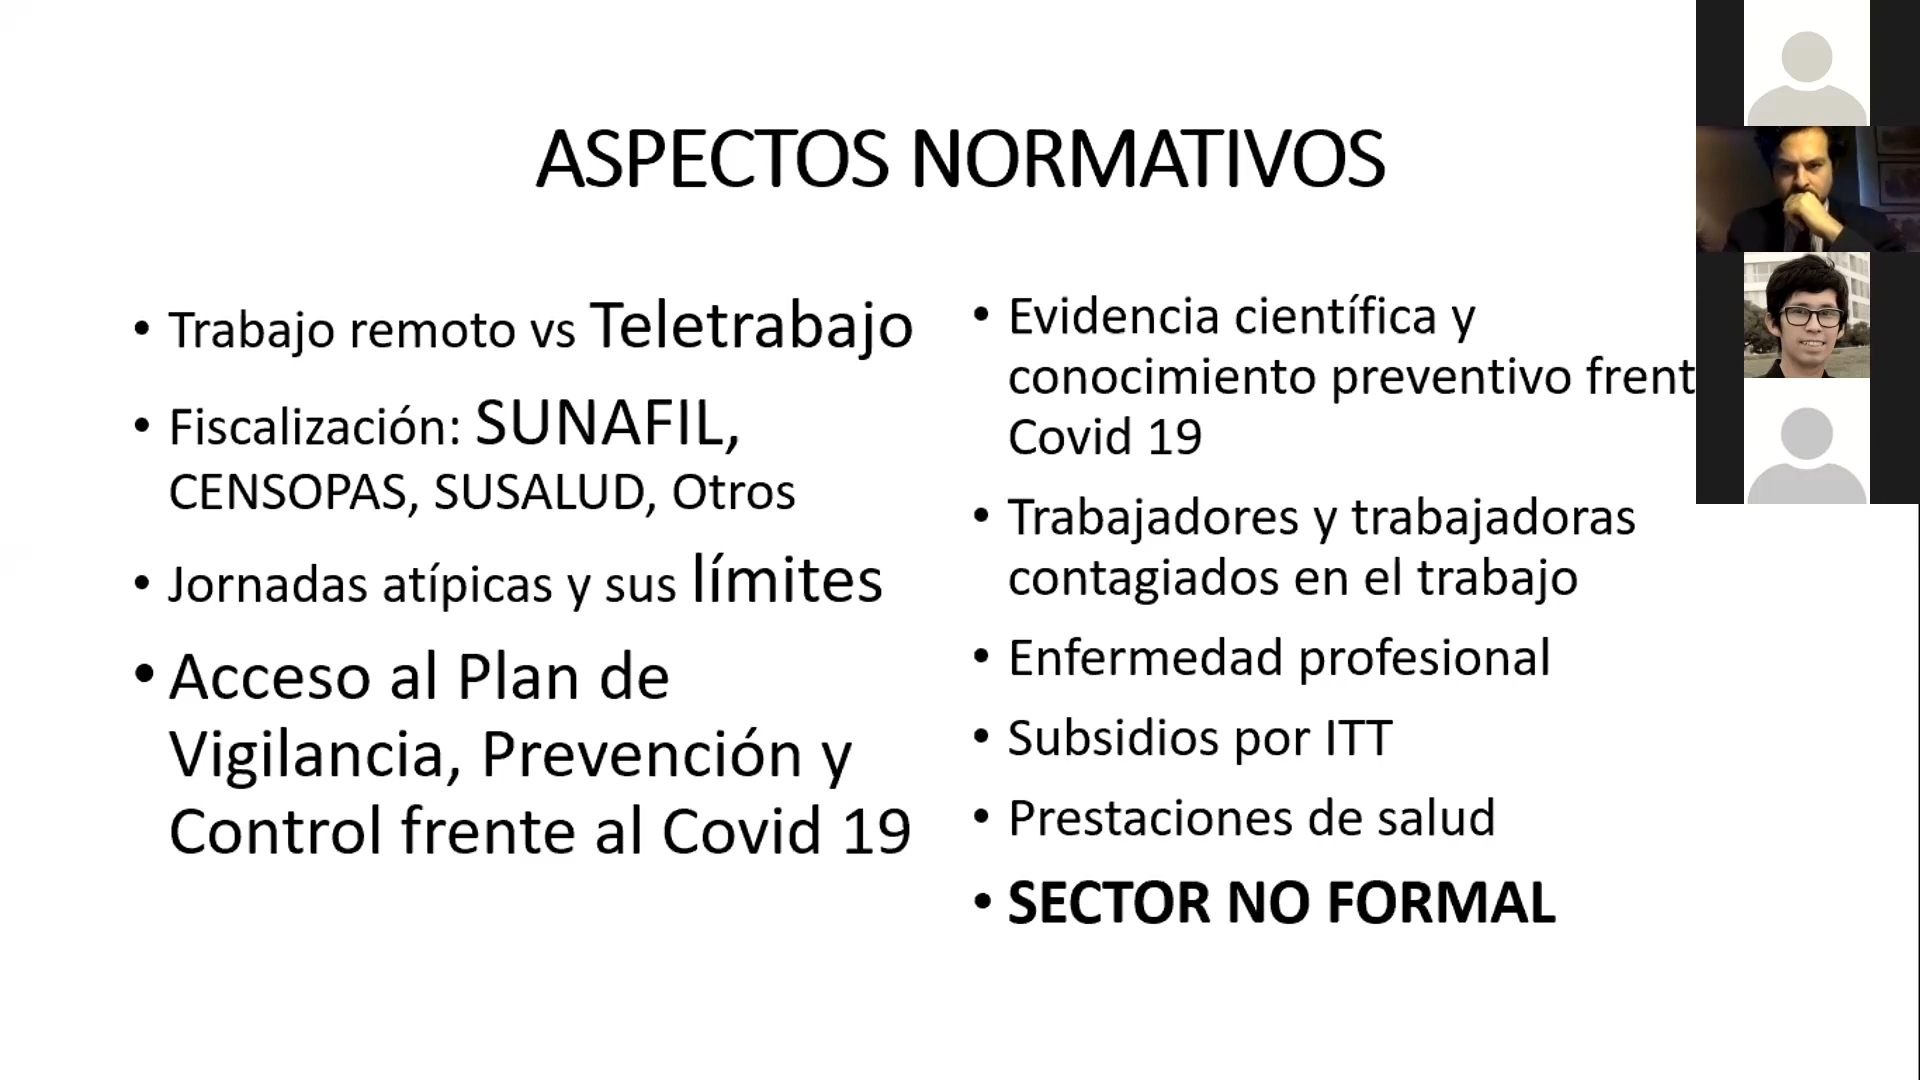 ASPECTOS NORMATIVOS
• Trabajo remoto vs Teletrabajo
• Fiscalización: SUNAFIL,
CENSOPAS, SUSALUD, Otros
• Jornadas atípicas y sus límites
• Acceso al Plan de
Vigilancia, Prevención y
Control frente al Covid 19
• Evidencia científica y
conocimiento preventivo frent
Covid 19
• Trabajadores y trabajadoras
contagiados en el trabajo
• Enfermedad profesional
• Subsidios por ITT
• Prestaciones de salud
• SECTOR NO FORMAL